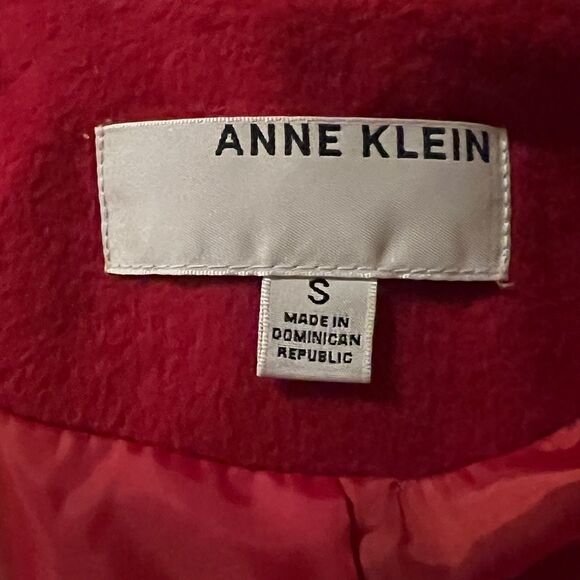 ANNE KLEIN
S
MADE IN
DOMINICAN
REPUBLIC